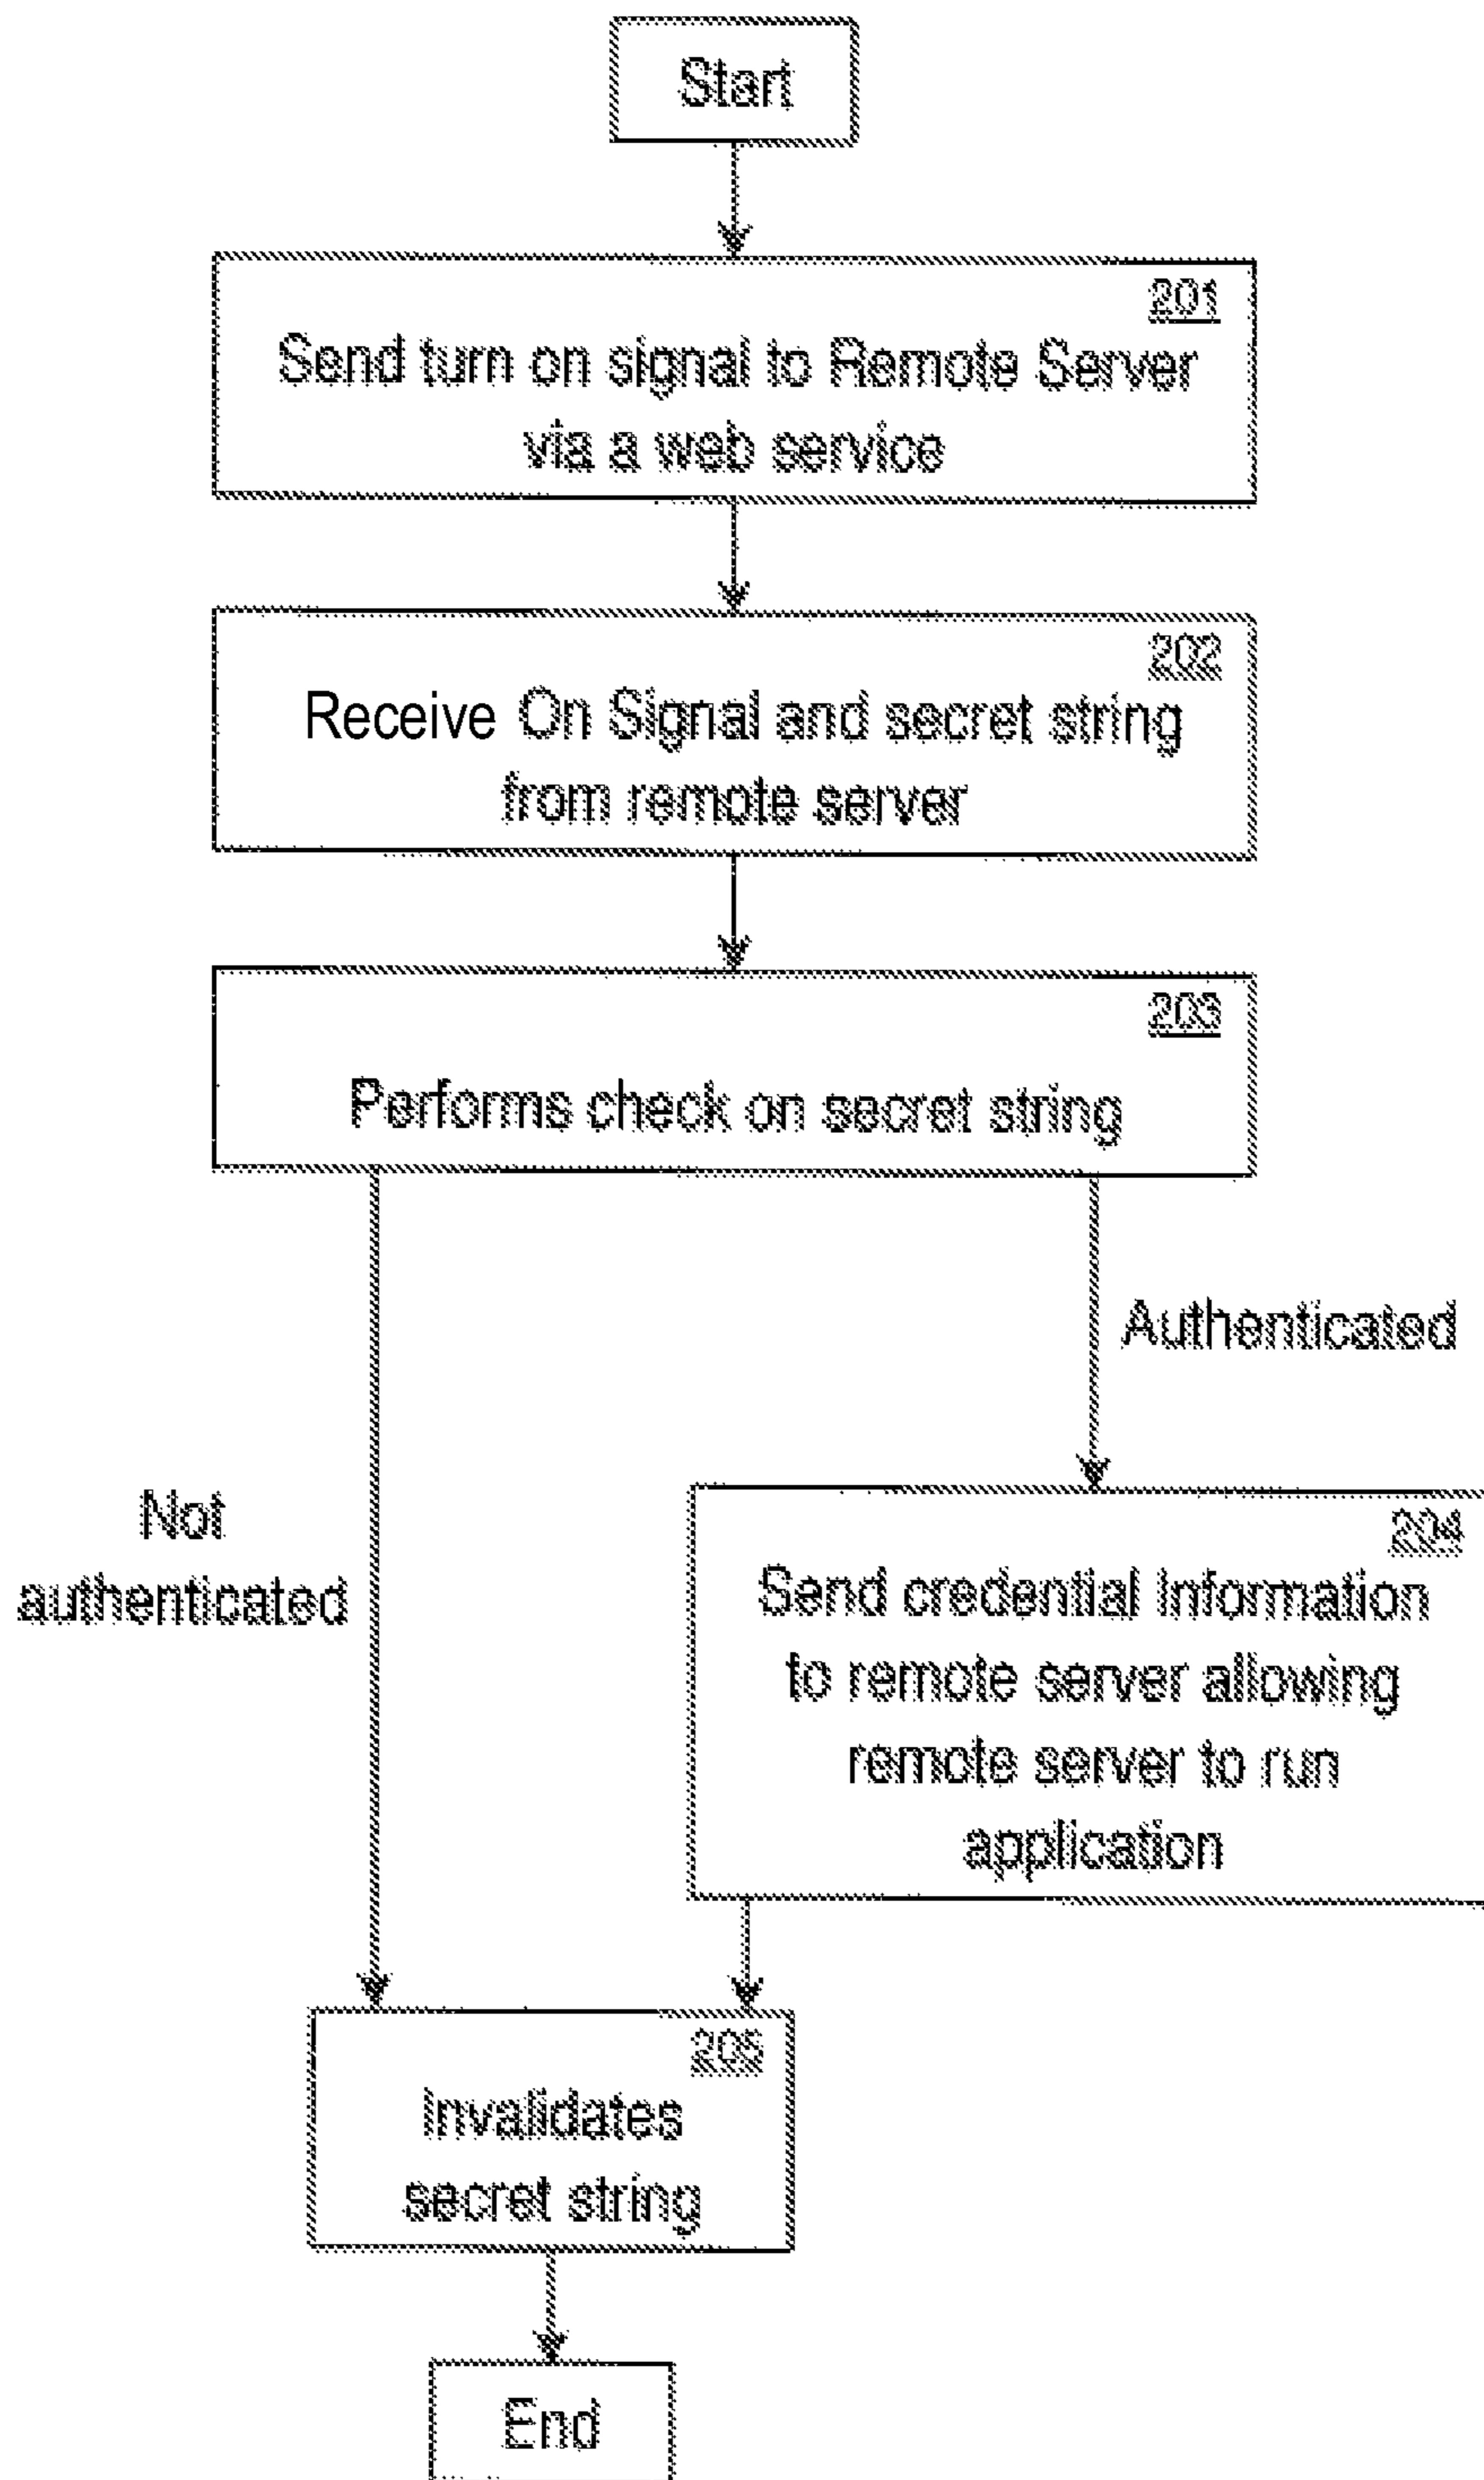 Start
201
Send turn on signal to Remote Server
via a web service
202
Receive On Signal and secret string
from remote server
203
Performs check on secret string
Authenticated
Not
authenticated
204
Send credential Information
to remote server allowing
remote server to run
application
205
Invalidates
secret string
End